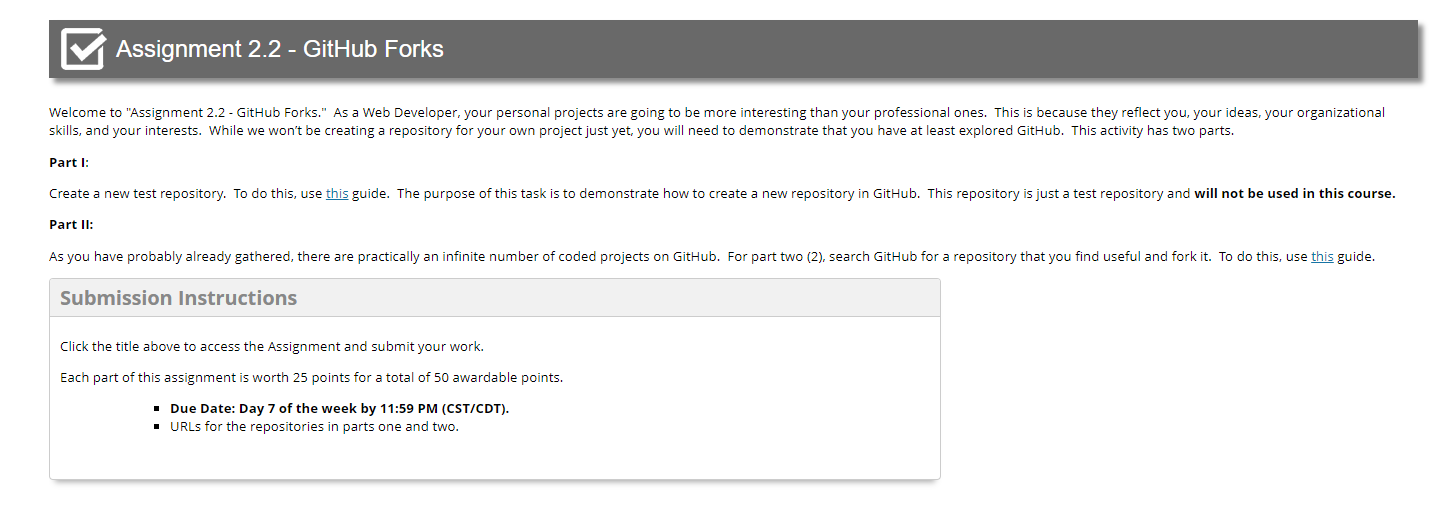 Assignment 2.2 - GitHub Forks
Welcome to "Assignment 2.2 - GitHub Forks."  As a Web Developer, your personal projects are going to be more interesting than your professional ones.  This is because they reflect you, your ideas, your organizational
skills, and your interests.  While we won't be creating a repository for your own project just yet, you will need to demonstrate that you have at least explored GitHub.  This activity has two parts.
Part I:
Create a new test repository.  To do this, use this guide.  The purpose of this task is to demonstrate how to create a new repository in GitHub.  This repository is just a test repository and will not be used in this course.
Part II:
As you have probably already gathered, there are practically an infinite number of coded projects on GitHub.  For part two (2), search GitHub for a repository that you find useful and fork it.  To do this, use this guide.
Submission Instructions
Click the title above to access the Assignment and submit your work.
Each part of this assignment is worth 25 points for a total of 50 awardable points.
▪ Due Date: Day 7 of the week by 11:59 PM (CST/CDT).
▪ URLs for the repositories in parts one and two.